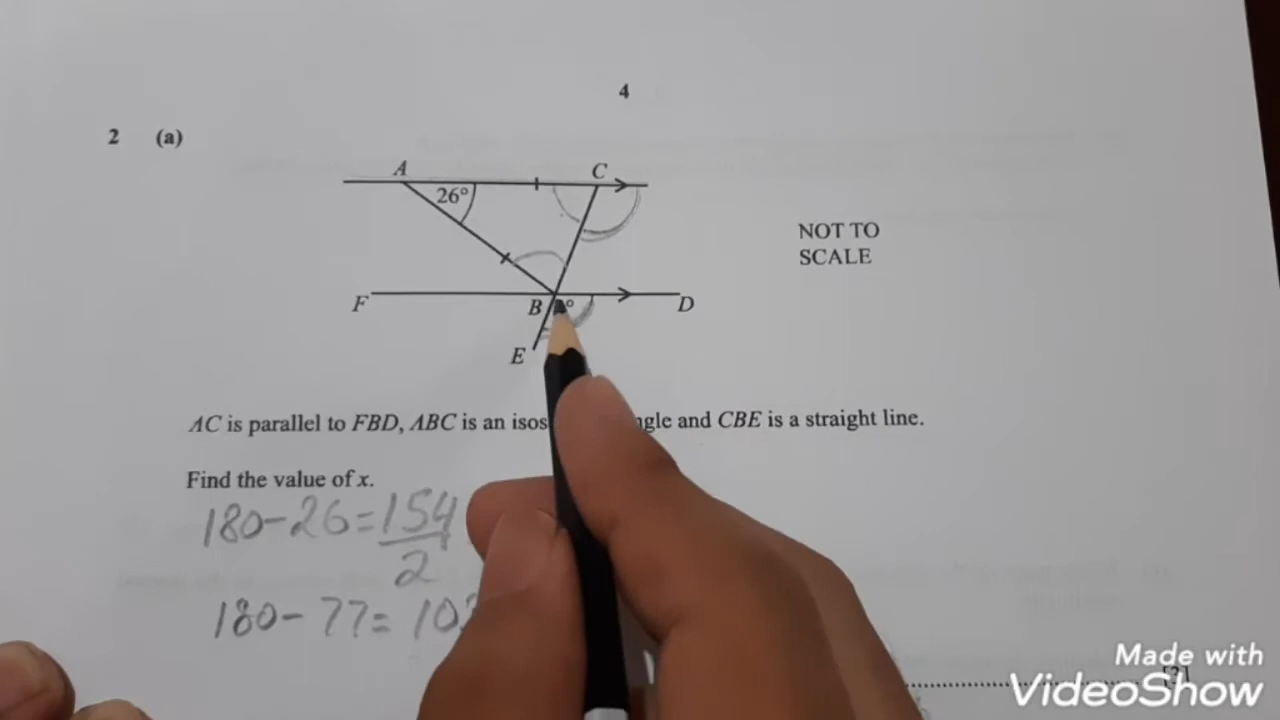 4
2 (a)
A C
26°
NOT TO
SCALE
F B ° D
E
AC is parallel to FBD, ABC is an isos gle and CBE is a straight line.
Find the value of x.
180-26=154
2
180-77= 10
Made with
VideoShow